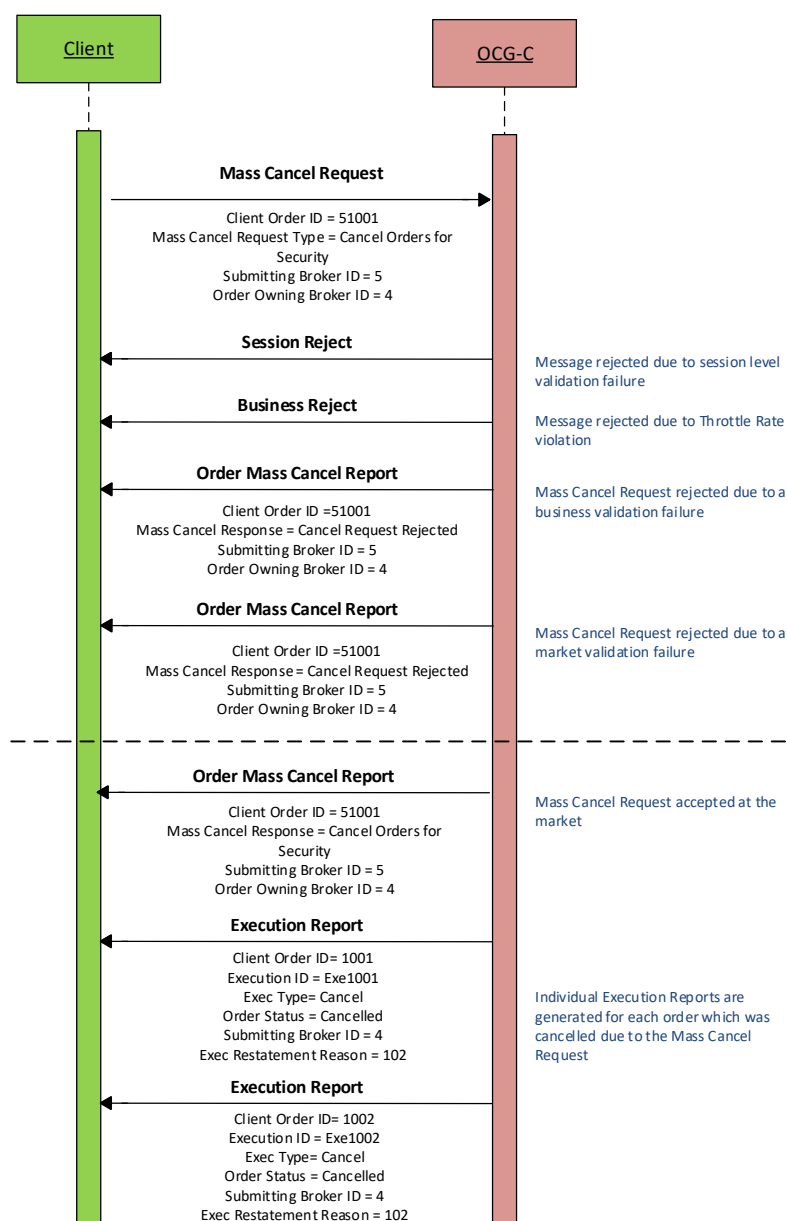 Client
OCG-C
Mass Cancel Request
Client Order ID = 51001
Mass Cancel Request Type = Cancel Orders for
Security
Submitting Broker ID = 5
Order Owning Broker ID = 4
Session Reject
Message rejected due to session level
validation failure
Business Reject
Message rejected due to Throttle Rate
violation
Order Mass Cancel Report
Mass Cancel Request rejected due to a
business validation failure
Client Order ID =51001
Mass Cancel Response = Cancel Request Rejected
Submitting Broker ID = 5
Order Owning Broker ID = 4
Order Mass Cancel Report
Mass Cancel Request rejected due to a
market validation failure
Client Order ID =51001
Mass Cancel Response = Cancel Request Rejected
Submitting Broker ID = 5
Order Owning Broker ID = 4
Order Mass Cancel Report
Mass Cancel Request accepted at the
market
Client Order ID = 51001
Mass Cancel Response = Cancel Orders for
Security
Submitting Broker ID = 5
Order Owning Broker ID = 4
Execution Report
Client Order ID= 1001
Execution ID = Exe1001
Exec Type= Cancel
Order Status = Cancelled
Submitting Broker ID = 4
Exec Restatement Reason = 102
Individual Execution Reports are
generated for each order which was
cancelled due to the Mass Cancel
Request
Execution Report
Client Order ID= 1002
Execution ID = Exe1002
Exec Type= Cancel
Order Status = Cancelled
Submitting Broker ID = 4
Exec Restatement Reason = 102